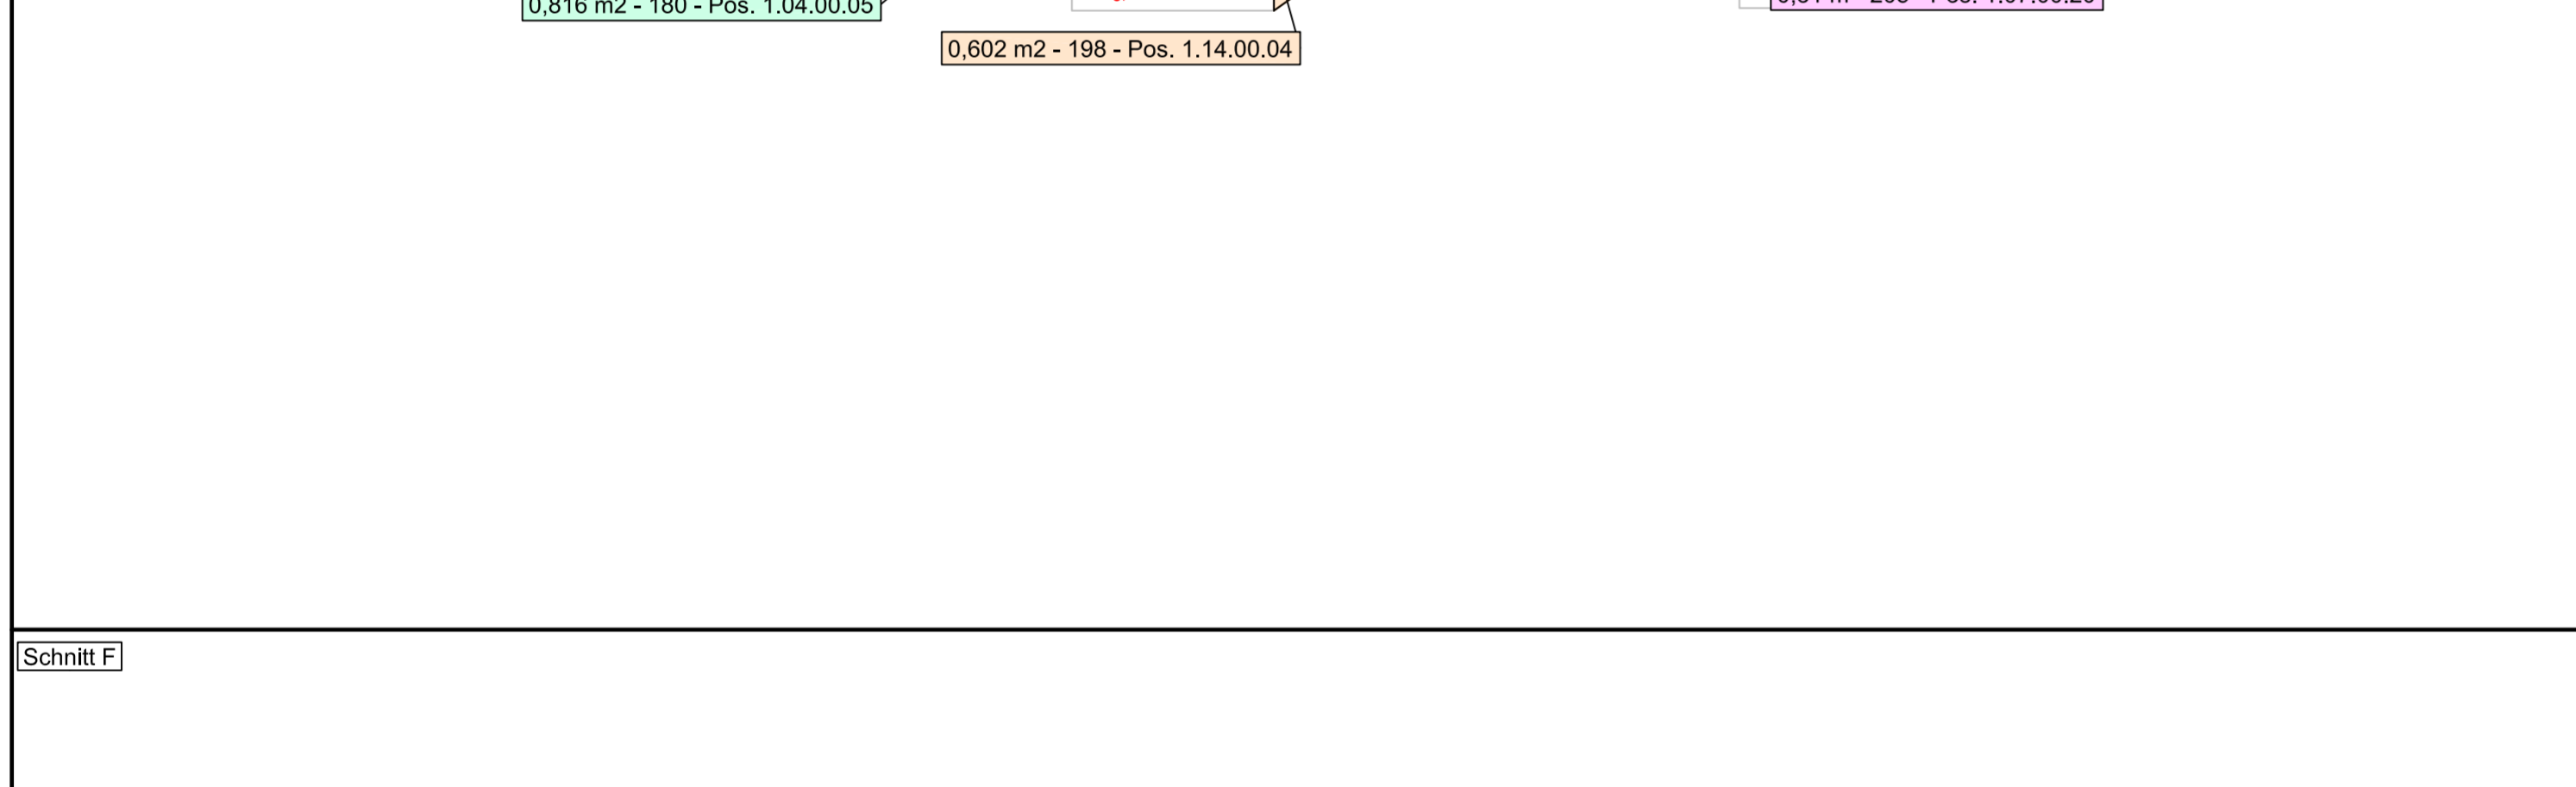 0,816 m2 - 180 - Pos. 1.04.00.05
0,602 m2 - 198 - Pos. 1.14.00.04
Schnitt F